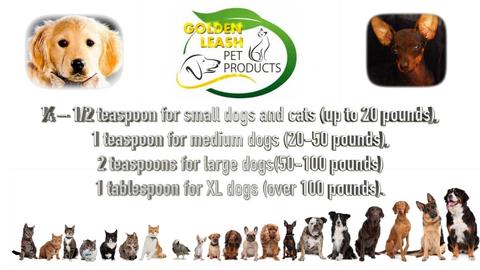 GOLDEN
LEASH
PET
PRODUCTS
¼ – 1/2 teaspoon for small dogs and cats (up to 20 pounds),
1 teaspoon for medium dogs (20-50 pounds),
2 teaspoons for large dogs(50-100 pounds)
1 tablespoon for XL dogs (over 100 pounds).